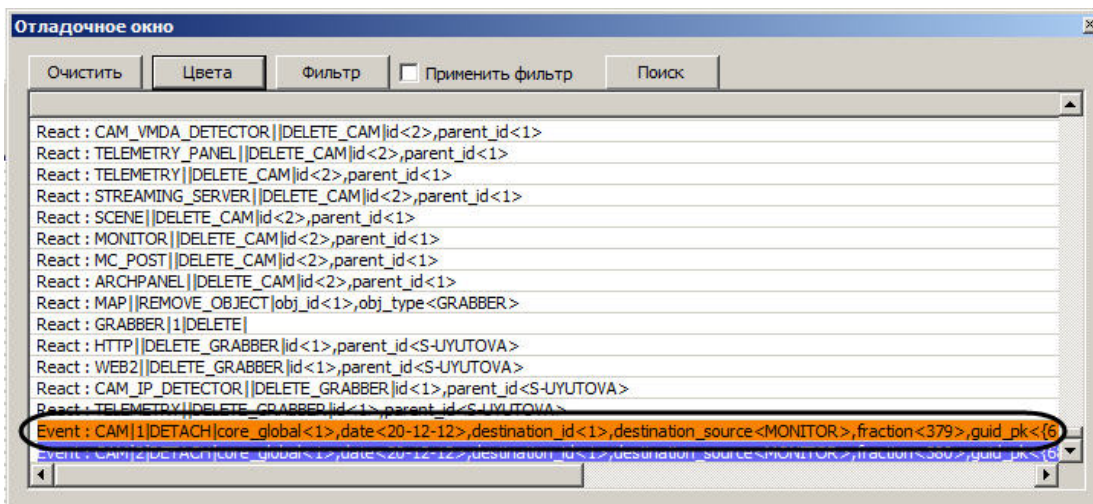 Отладочное окно
Очистить Цвета Фильтр Применить фильтр Поиск
React : CAM_VMDA_DETECTOR||DELETE_CAM|id<2>,parent_id<1>
React : TELEMETRY_PANEL||DELETE_CAM|id<2>,parent_id<1>
React : TELEMETRY||DELETE_CAM|id<2>,parent_id<1>
React : STREAMING_SERVER||DELETE_CAM|id<2>,parent_id<1>
React : SCENE||DELETE_CAM|id<2>,parent_id<1>
React : MONITOR||DELETE_CAM|id<2>,parent_id<1>
React : MC_POST||DELETE_CAM|id<2>,parent_id<1>
React : ARCHPANEL||DELETE_CAM|id<2>,parent_id<1>
React : MAP||REMOVE_OBJECT|obj_id<1>,obj_type<GRABBER>
React : GRABBER|1|DELETE|
React : HTTP||DELETE_GRABBER|id<1>,parent_id<S-UYUTOVA>
React : WEB2||DELETE_GRABBER|id<1>,parent_id<S-UYUTOVA>
React : CAM_IP_DETECTOR||DELETE_GRABBER|id<1>,parent_id<S-UYUTOVA>
React : TELEMETRY||DELETE_GRABBER|id<1>,parent_id<S-UYUTOVA>
Event : CAM|1|DETACH|core_global<1>,date<20-12-12>,destination_id<1>,destination_source<MONITOR>,fraction<379>,guid_pk<{6
Event : CAM|2|DETACH|core_global<1>,date<20-12-12>,destination_id<1>,destination_source<MONITOR>,fraction<380>,guid_pk<{68